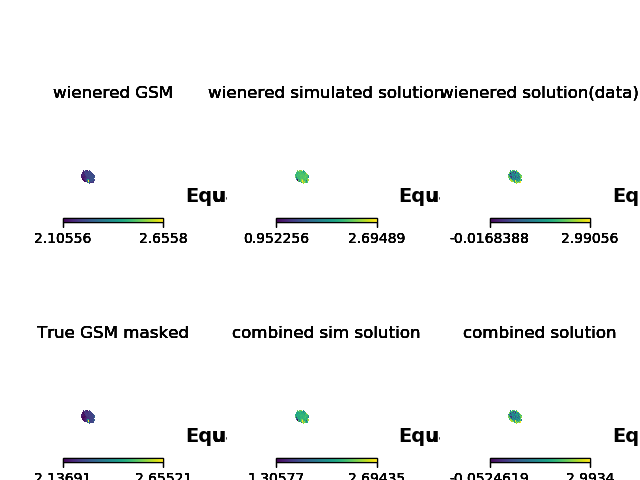 wienered GSM wienered simulated solution wienered solution(data)
Equ Equ Eq
2.10556 2.6558 0.952256 2.69489 -0.0168388 2.99056
True GSM masked combined sim solution combined solution
Equ Equ Eq
2.13691 2.65521 1.30577 2.69435 -0.0524619 2.9934